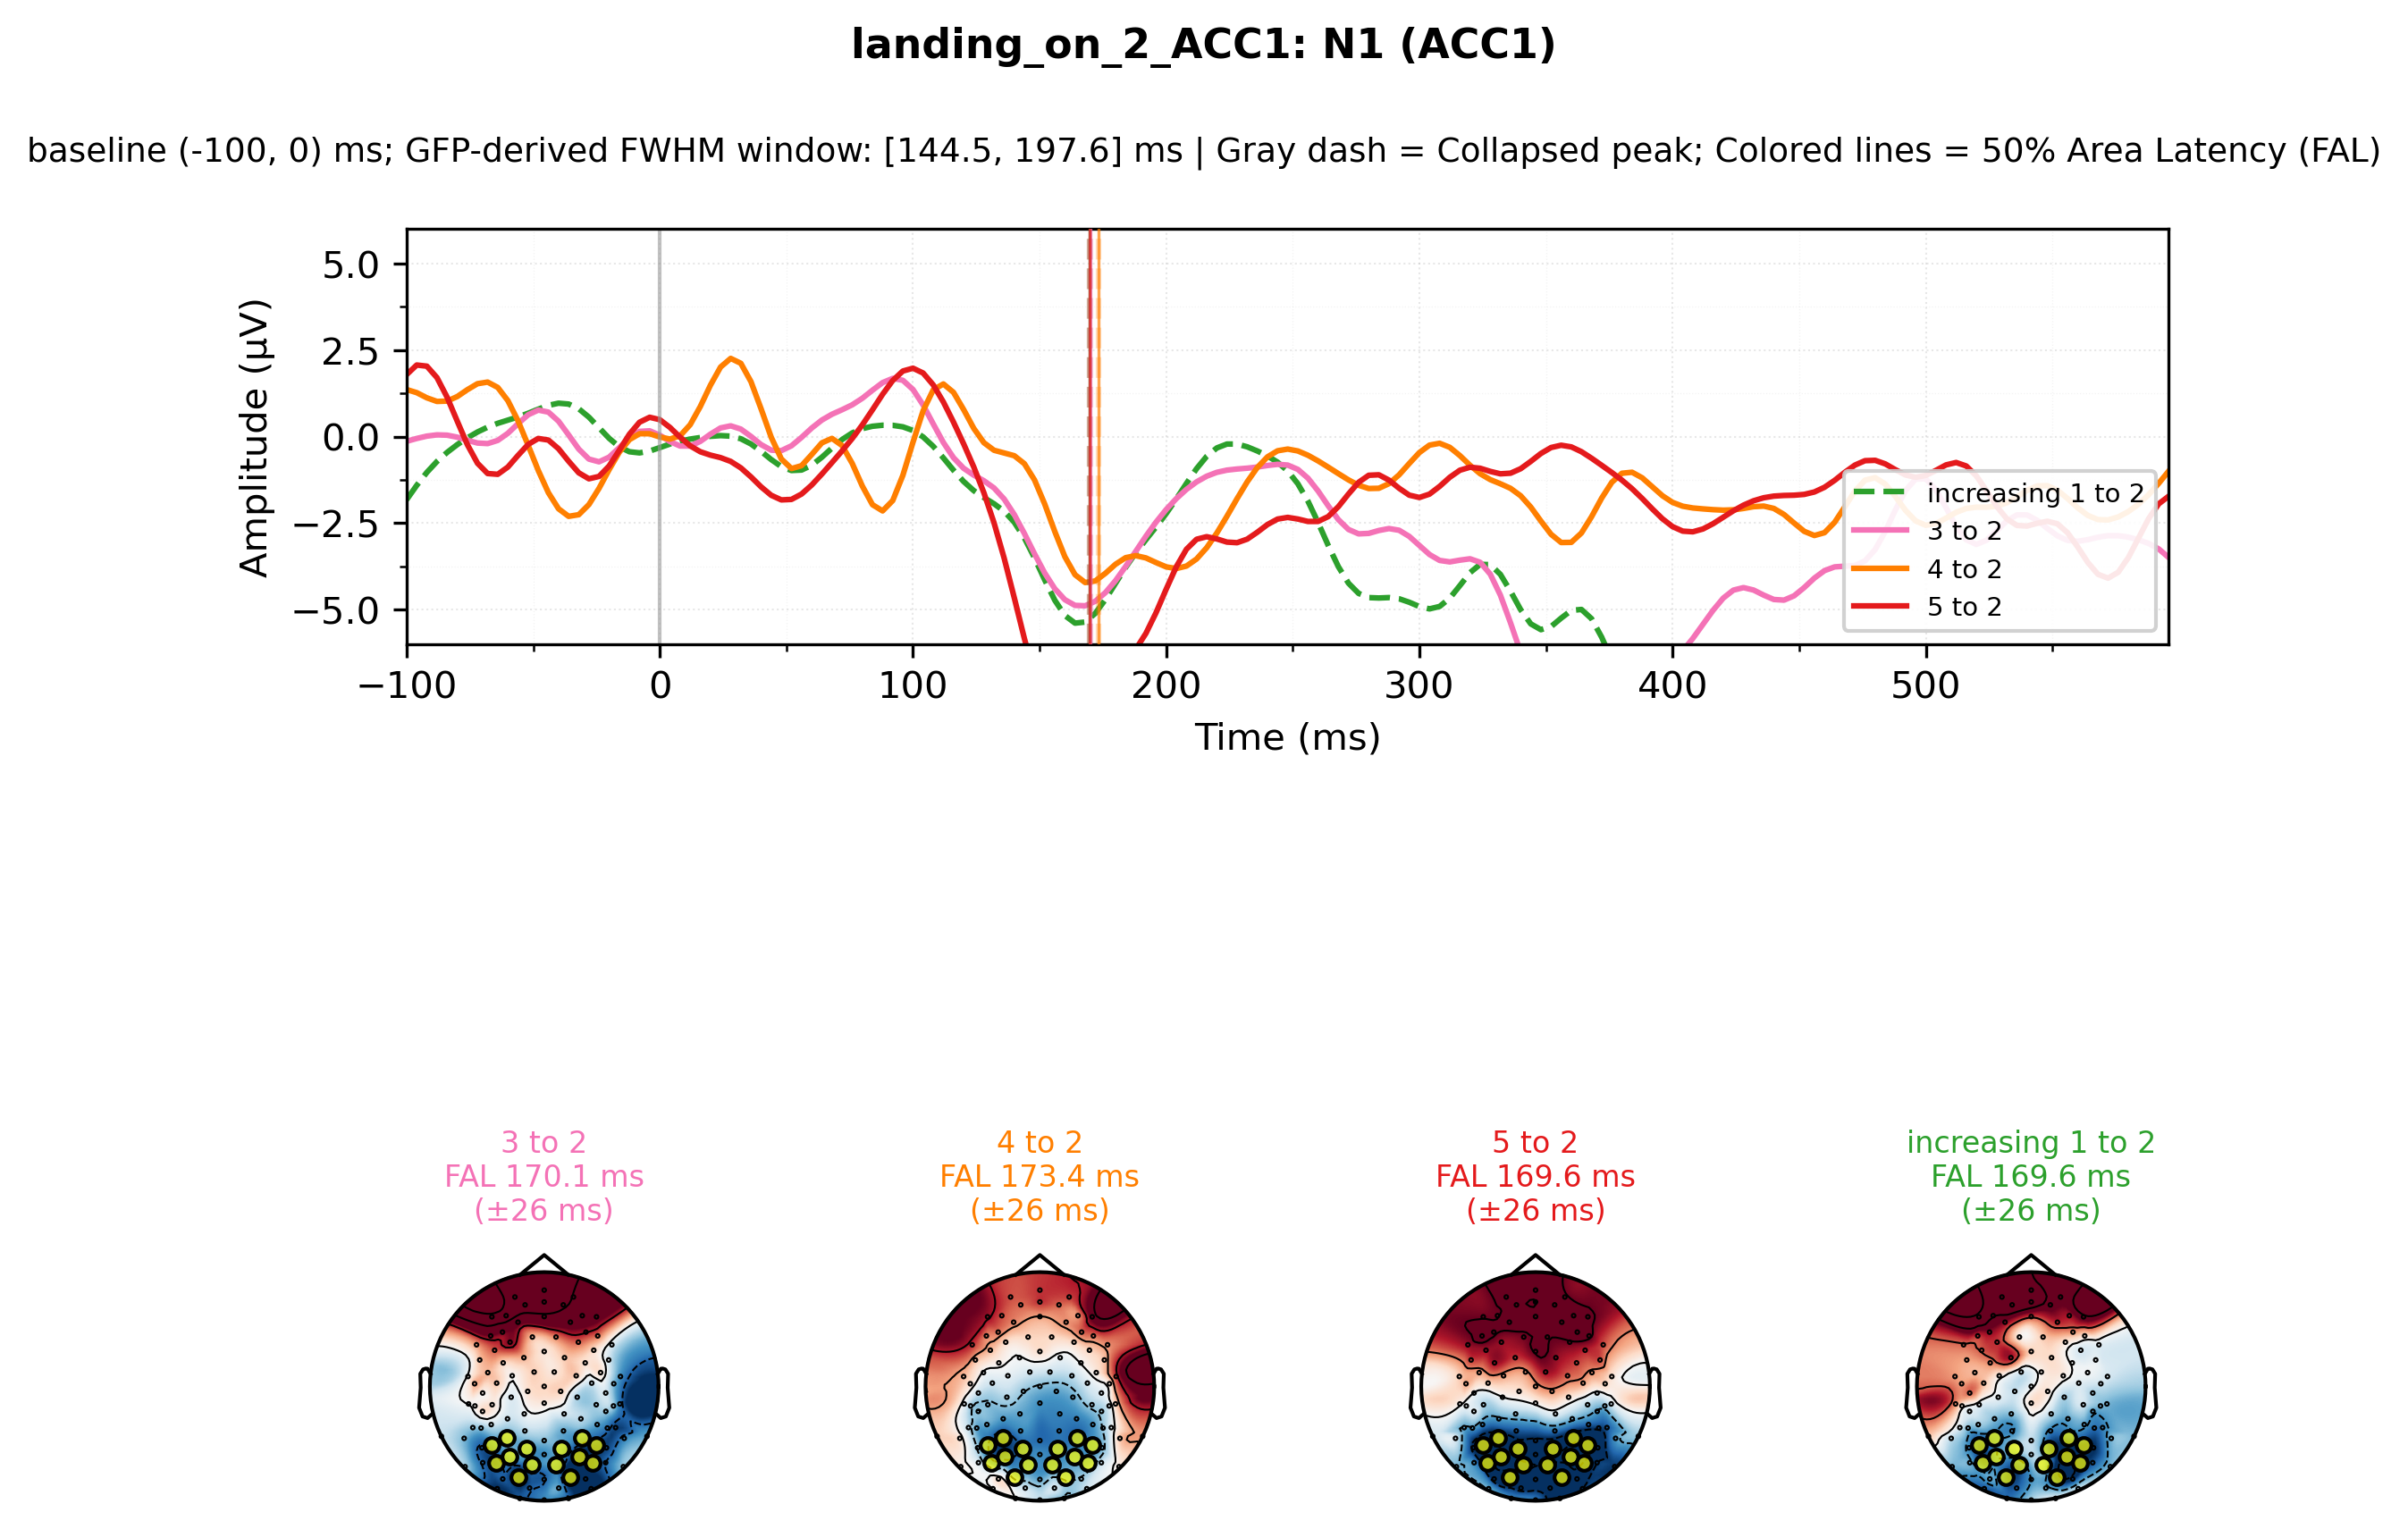 landing_on_2_ACC1: N1 (ACC1)
baseline (-100, 0) ms; GFP-derived FWHM window: [144.5, 197.6] ms | Gray dash = Collapsed peak; Colored lines = 50% Area Latency (FAL)
Amplitude (µV)
5.0
2.5
0.0
−2.5
−5.0
increasing 1 to 2
3 to 2
4 to 2
5 to 2
−100 0 100 200 300 400 500
Time (ms)
3 to 2
FAL 170.1 ms
(±26 ms)
4 to 2
FAL 173.4 ms
(±26 ms)
5 to 2
FAL 169.6 ms
(±26 ms)
increasing 1 to 2
FAL 169.6 ms
(±26 ms)